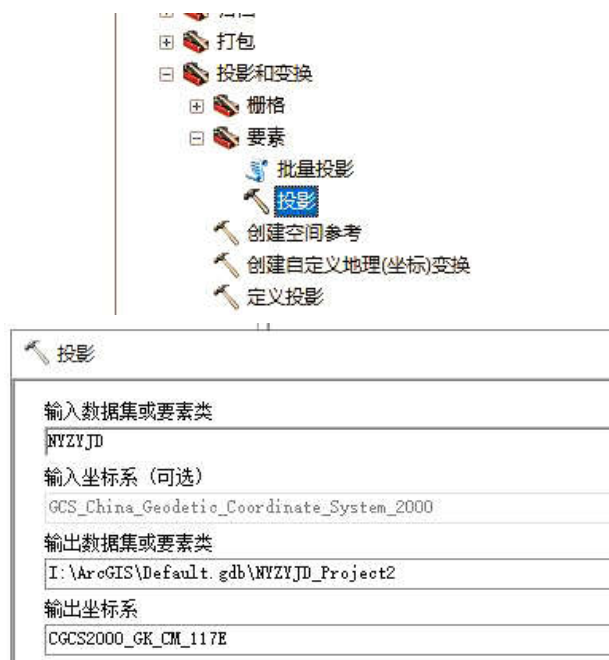 打包
投影和变换
栅格
要素
批量投影
投影
创建空间参考
创建自定义地理(坐标)变换
定义投影
投影
输入数据集或要素类
NYZYJD
输入坐标系 (可选)
GCS_China_Geodetic_Coordinate_System_2000
输出数据集或要素类
I:\ArcGIS\Default.gdb\NYZYJD_Project2
输出坐标系
CGCS2000_GK_CM_117E